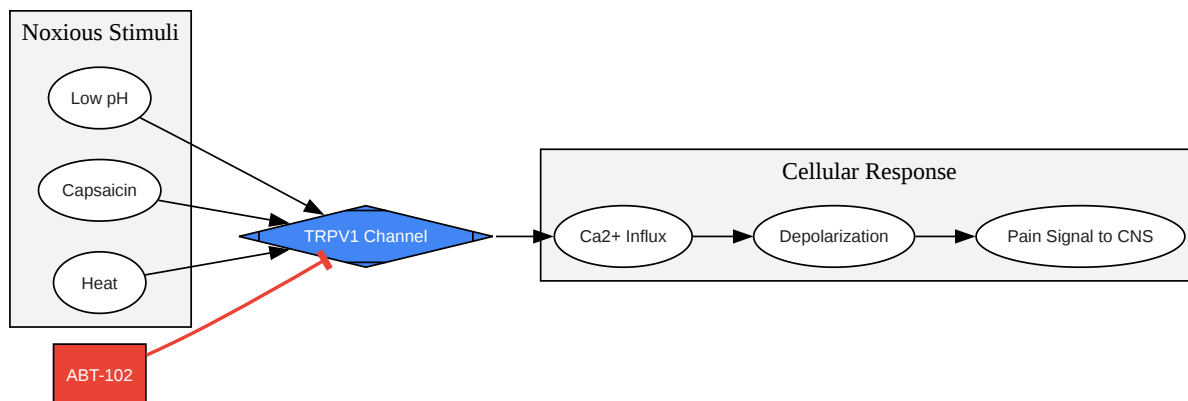 Noxious Stimuli
Low pH
Capsaicin
Heat
ABT-102
TRPV1 Channel
Cellular Response
Ca2+ Influx
Depolarization
Pain Signal to CNS